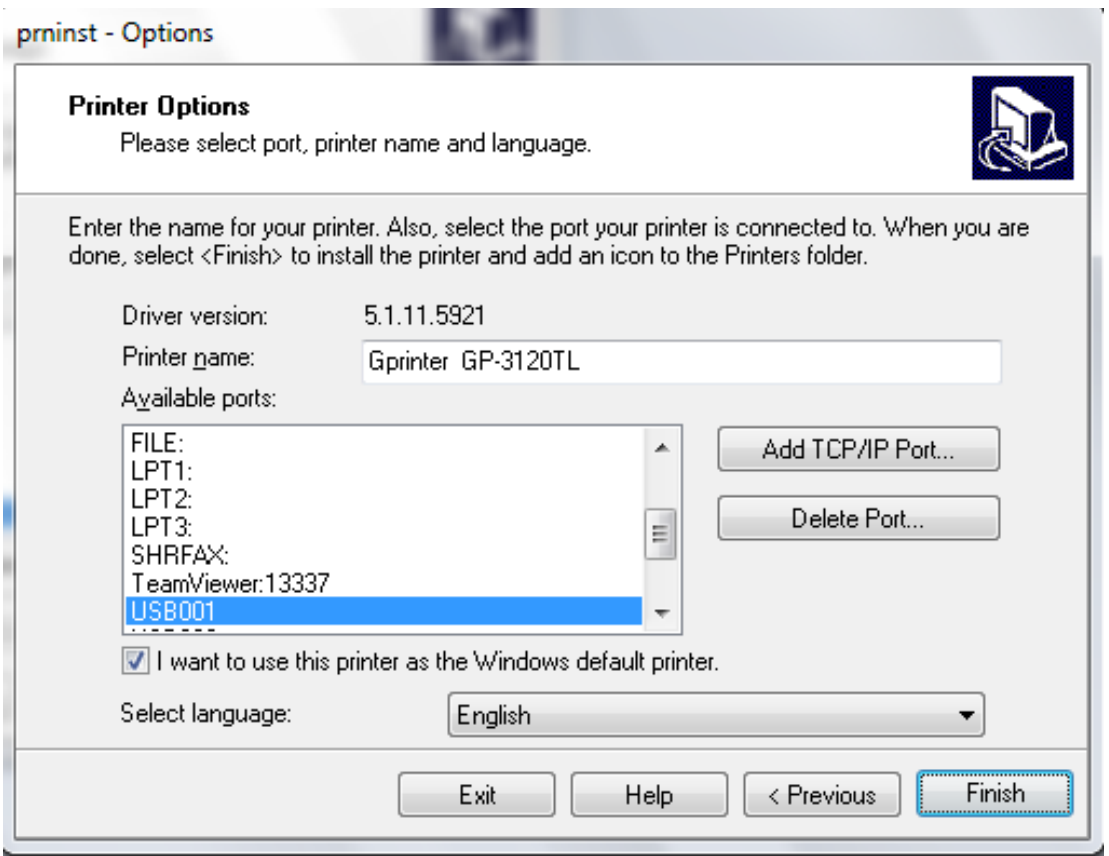 prninst - Options
Printer Options
Please select port, printer name and language.
Enter the name for your printer. Also, select the port your printer is connected to. When you are
done, select <Finish> to install the printer and add an icon to the Printers folder.
Driver version: 5.1.11.5921
Printer name: Gprinter  GP-3120TL
Available ports:
FILE:
LPT1:
LPT2:
LPT3:
SHRFAX:
TeamViewer:13337
USB001
Add TCP/IP Port...
Delete Port...
I want to use this printer as the Windows default printer.
Select language: English
Exit Help < Previous Finish